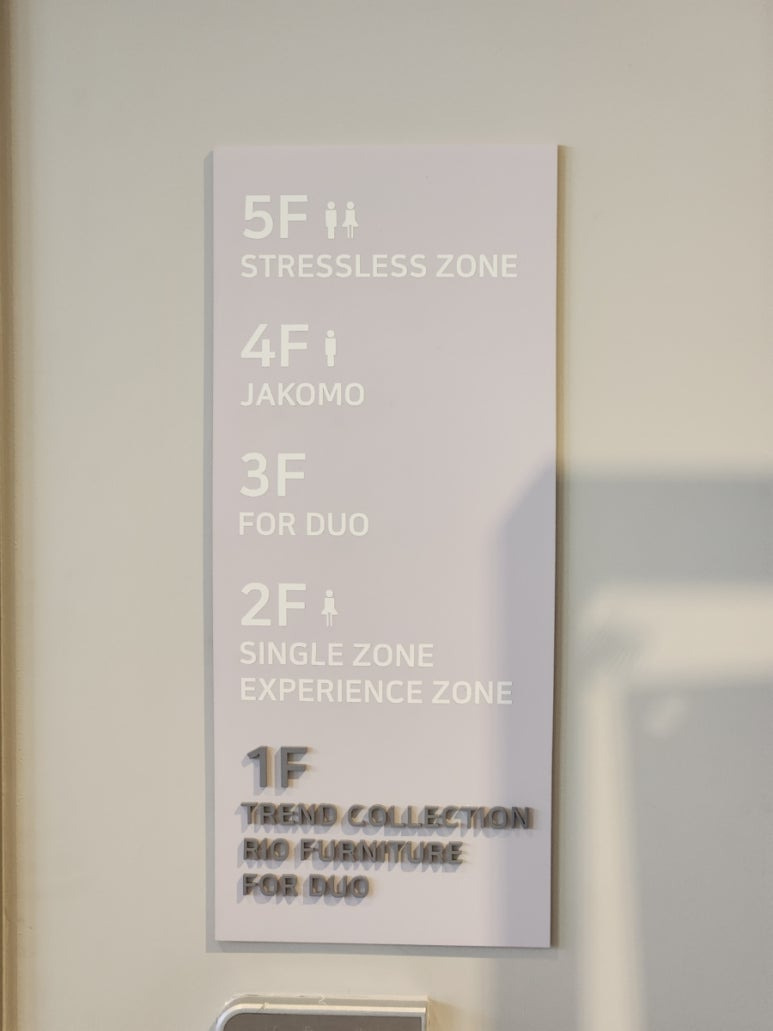 5F
STRESSLESS ZONE
4F
JAKOMO
3F
FOR DUO
2F
SINGLE ZONE
EXPERIENCE ZONE
1F
TREND COLLECTION
RIO FURNITURE
FOR DUO